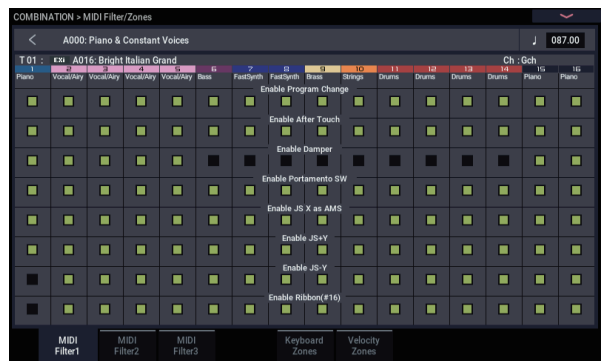 COMBINATION > MIDI Filter/Zones
A000: Piano & Constant Voices ♩ 087.00
T 01 : EXi A016: Bright Italian Grand Ch :Gch
1 2 3 4 5 6 7 8 9 10 11 12 13 14 15 16
Piano Vocal/Airy Vocal/Airy Vocal/Airy Vocal/Airy Bass FastSynth FastSynth Brass Strings Drums Drums Drums Drums Piano Piano
Enable Program Change
Enable After Touch
Enable Damper
Enable Portamento SW
Enable JS X as AMS
Enable JS+Y
Enable JS-Y
Enable Ribbon(#16)
MIDI Filter1 MIDI Filter2 MIDI Filter3 Keyboard Zones Velocity Zones